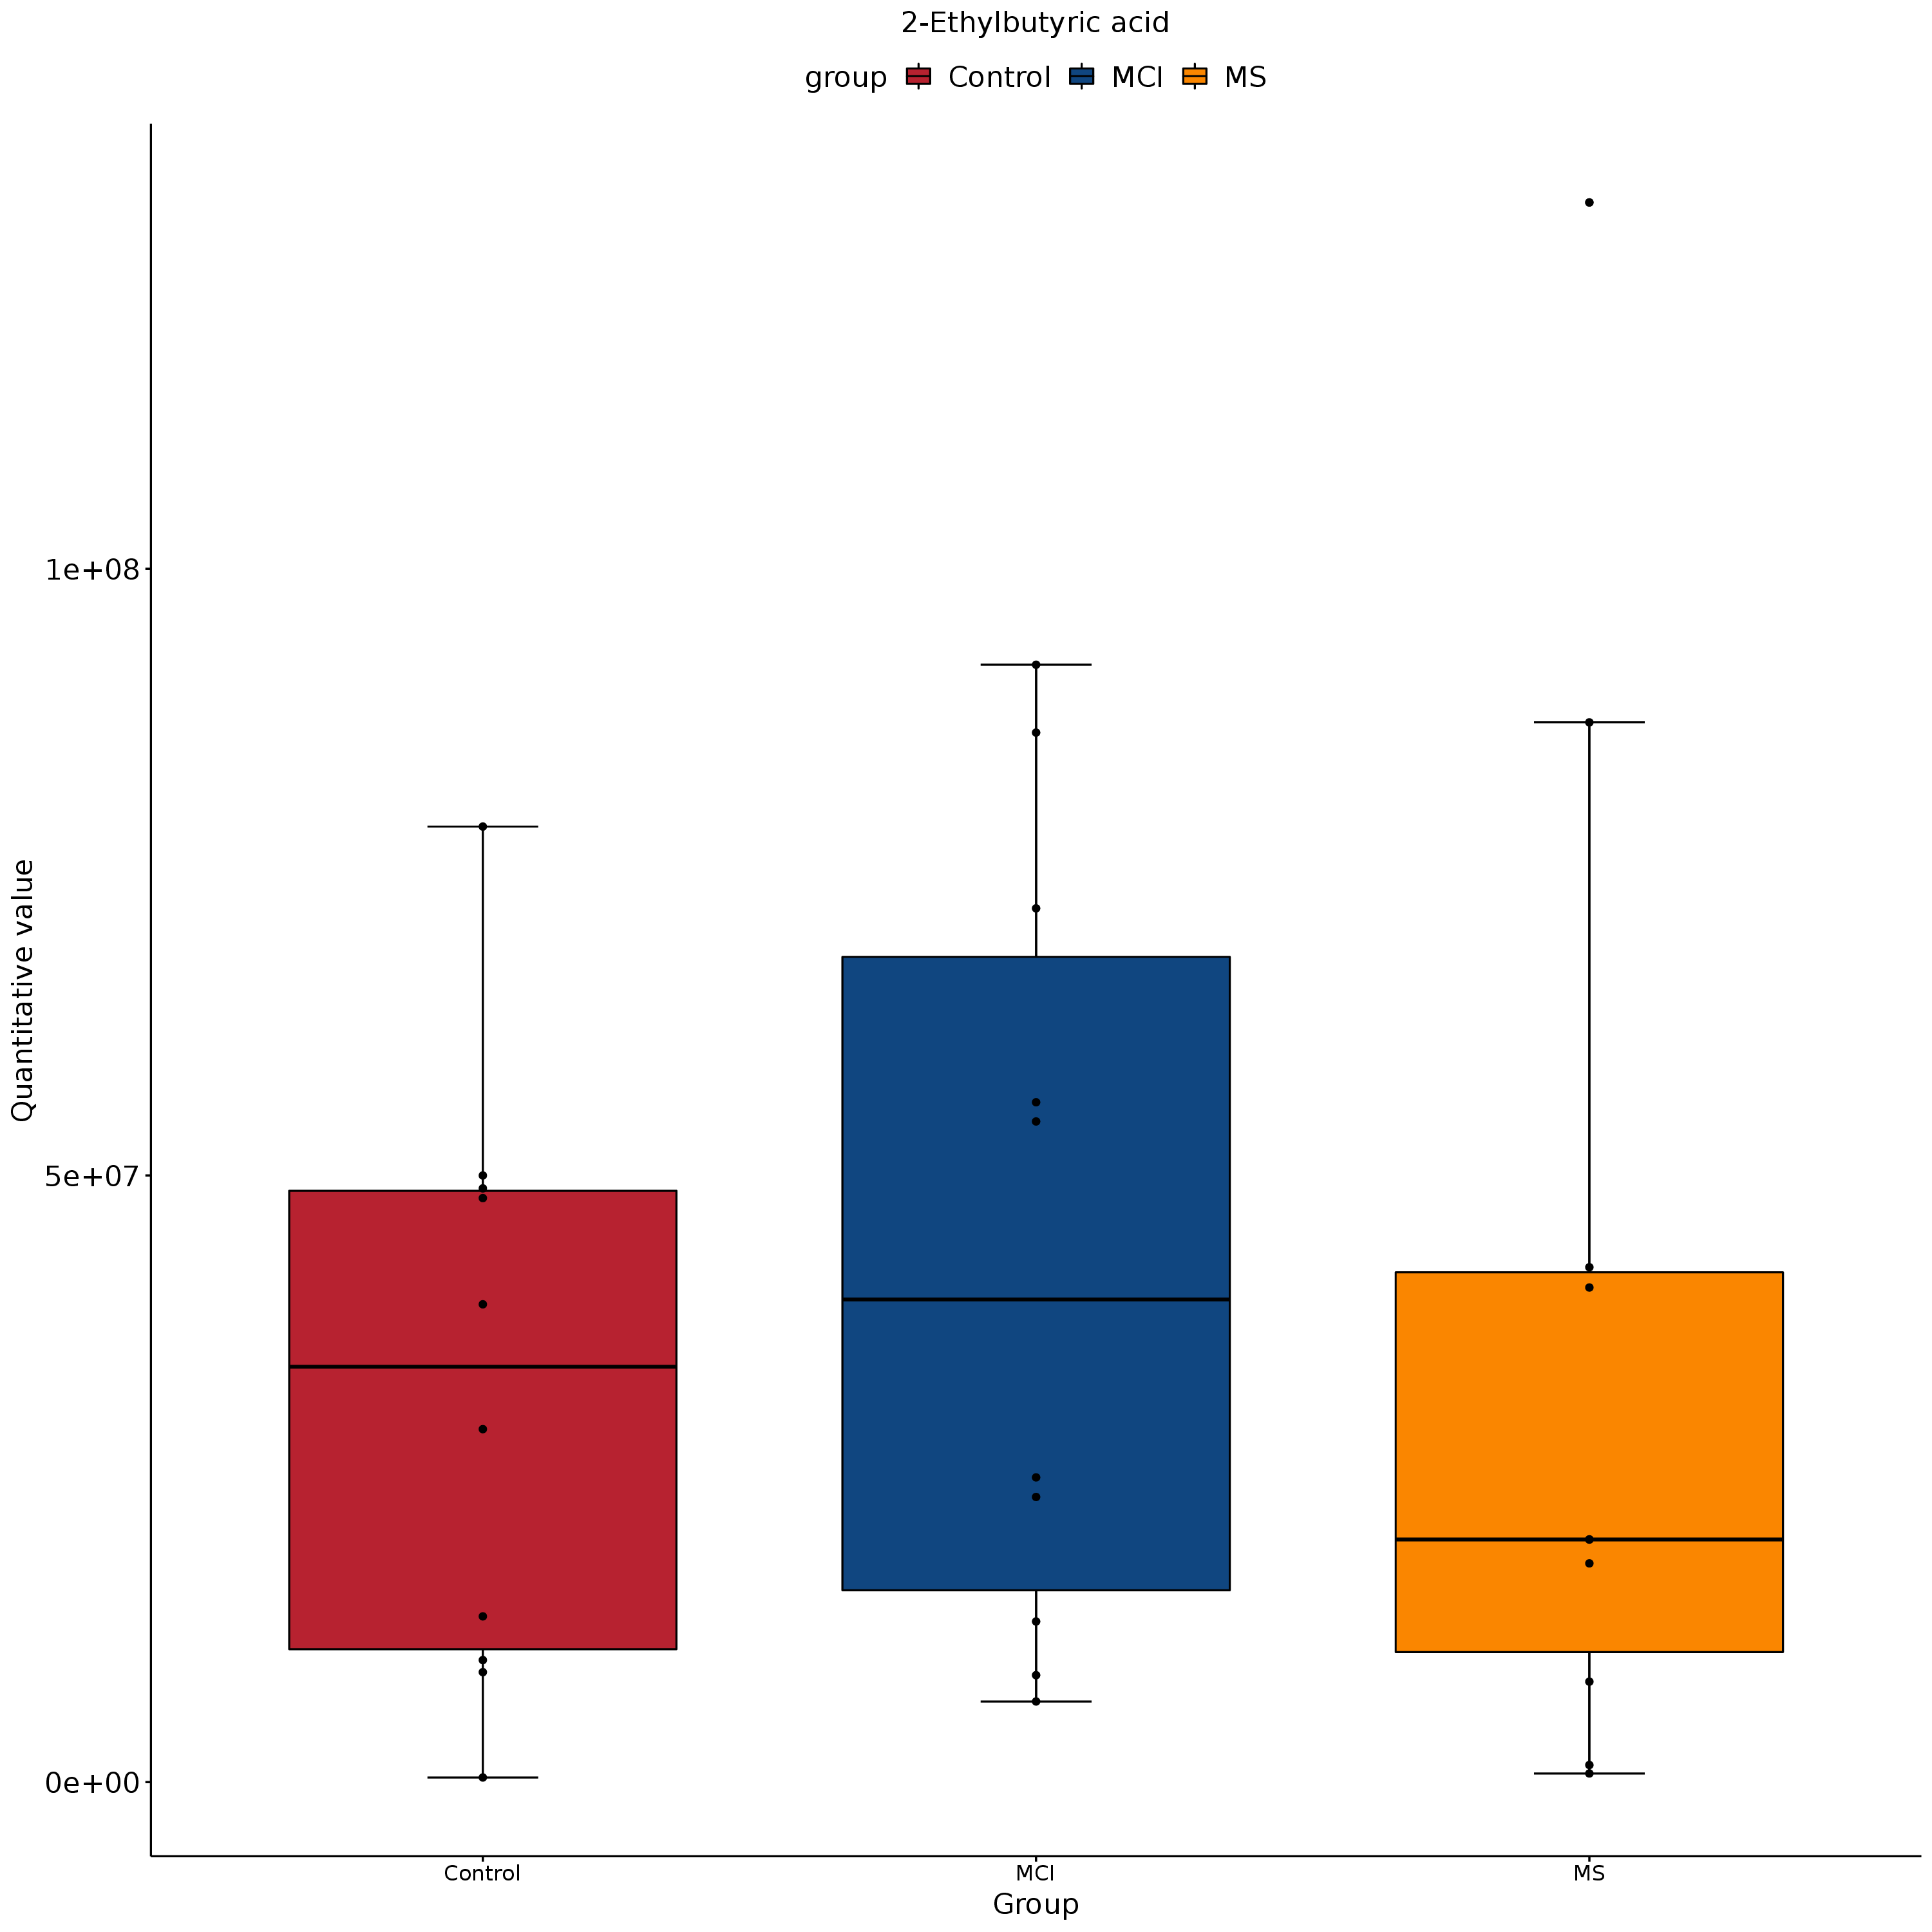 2-Ethylbutyric acid
group Control MCI MS
Quantitative value
1e+08
5e+07
0e+00
Control MCI MS
Group